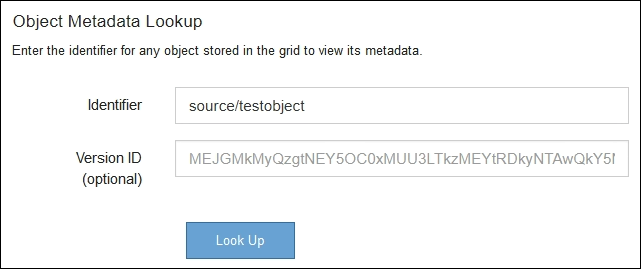 Object Metadata Lookup
Enter the identifier for any object stored in the grid to view its metadata.
Identifier
source/testobject
Version ID
(optional)
MEJGMkMyQzgtNEY5OC0xMUU3LTkzMEYtRDkyNTAwQkY5N
Look Up